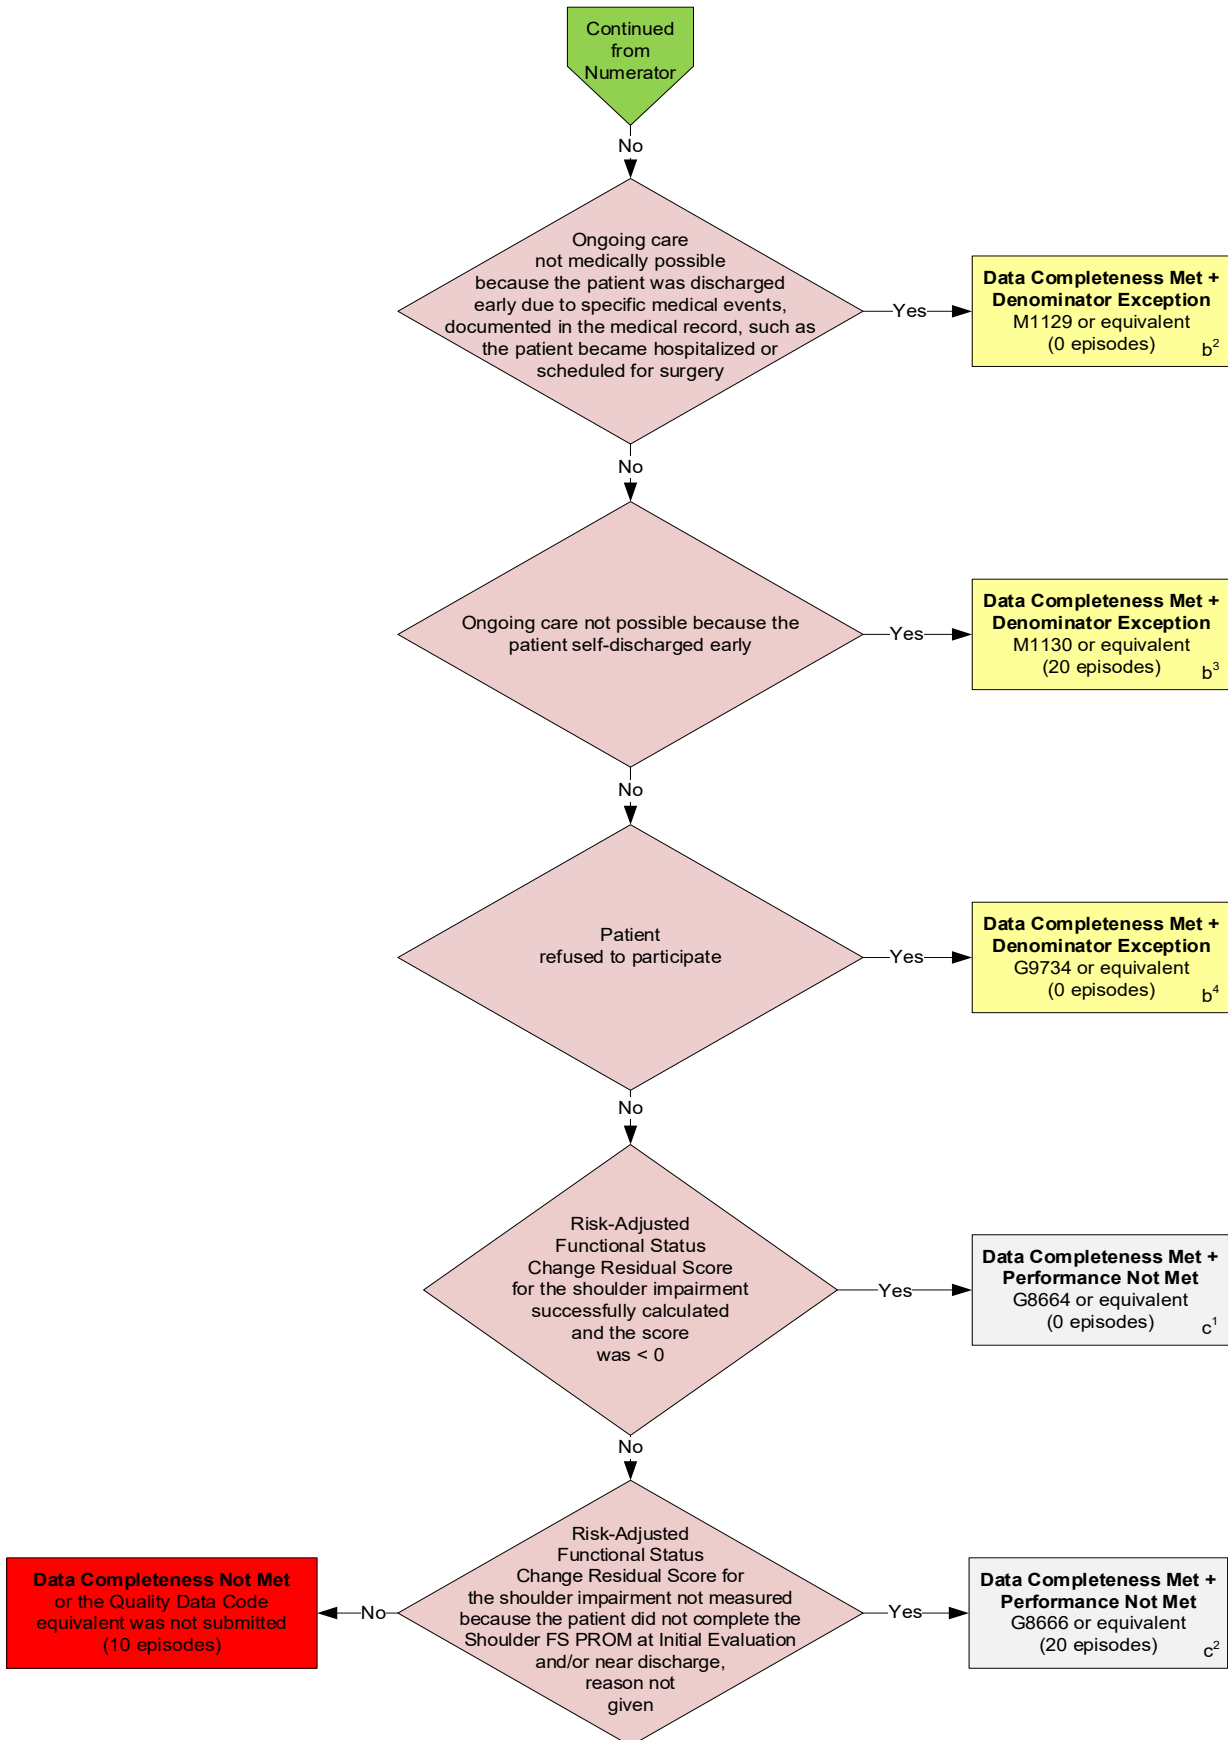 Continued
from
Numerator
No
Ongoing care
not medically possible
because the patient was discharged
early due to specific medical events,
documented in the medical record, such as
the patient became hospitalized or
scheduled for surgery
Yes
Data Completeness Met +
Denominator Exception
M1129 or equivalent
(0 episodes)
b²
No
Ongoing care not possible because the
patient self-discharged early
Yes
Data Completeness Met +
Denominator Exception
M1130 or equivalent
(20 episodes)
b³
No
Patient
refused to participate
Yes
Data Completeness Met +
Denominator Exception
G9734 or equivalent
(0 episodes)
b⁴
No
Risk-Adjusted
Functional Status
Change Residual Score
for the shoulder impairment
successfully calculated
and the score
was < 0
Yes
Data Completeness Met +
Performance Not Met
G8664 or equivalent
(0 episodes)
c¹
No
Risk-Adjusted
Functional Status
Change Residual Score for
the shoulder impairment not measured
because the patient did not complete the
Shoulder FS PROM at Initial Evaluation
and/or near discharge,
reason not
given
No
Data Completeness Not Met
or the Quality Data Code
equivalent was not submitted
(10 episodes)
Yes
Data Completeness Met +
Performance Not Met
G8666 or equivalent
(20 episodes)
c²